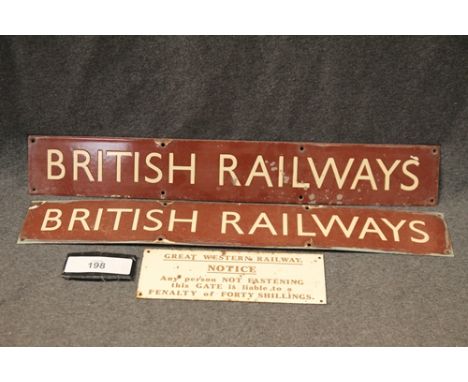 BRITISH RAILWAYS
BRITISH RAILWAYS
198
GREAT WESTERN RAILWAY.
NOTICE
Any person NOT FASTENING
this GATE is liable to a
PENALTY of FORTY SHILLINGS.